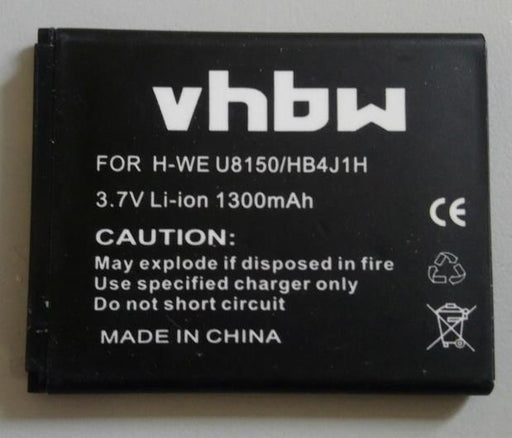 vhbw
FOR H-WE U8150/HB4J1H
3.7V Li-ion 1300mAh
CE
CAUTION:
May explode if disposed in fire
Use specified charger only
Do not short circuit
MADE IN CHINA